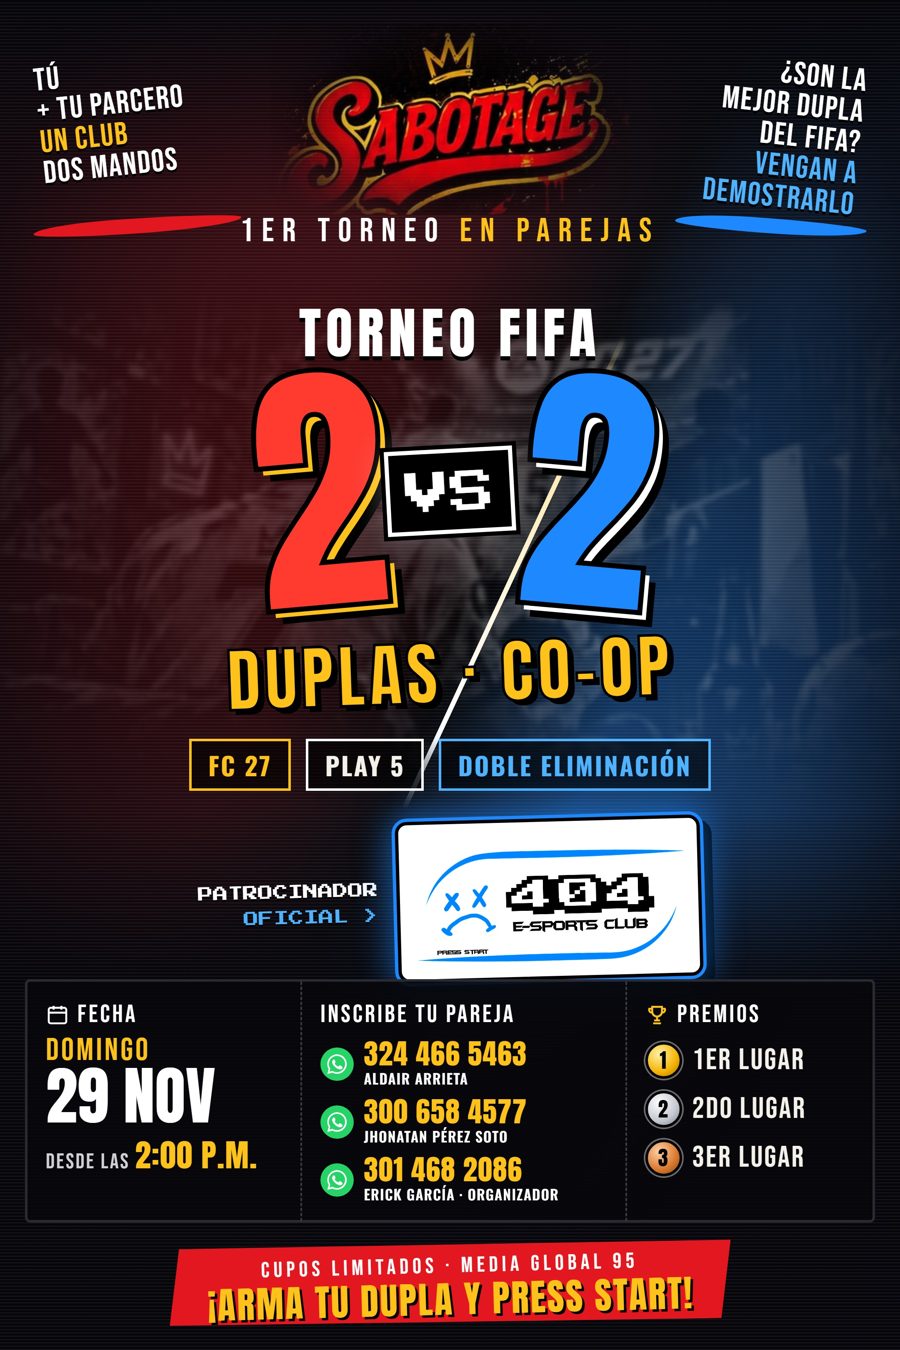 TÚ
+ TU PARCERO
UN CLUB
DOS MANDOS
SABOTAGE
¿SON LA
MEJOR DUPLA
DEL FIFA?
VENGAN A
DEMOSTRARLO
1ER TORNEO EN PAREJAS
TORNEO FIFA
2 VS 2
DUPLAS · CO-OP
FC 27
PLAY 5
DOBLE ELIMINACIÓN
PATROCINADOR
OFICIAL >
404
E-SPORTS CLUB
PRESS START
FECHA
DOMINGO
29 NOV
DESDE LAS 2:00 P.M.
INSCRIBE TU PAREJA
324 466 5463
ALDAIR ARRIETA
300 658 4577
JHONATAN PÉREZ SOTO
301 468 2086
ERICK GARCÍA · ORGANIZADOR
PREMIOS
1 1ER LUGAR
2 2DO LUGAR
3 3ER LUGAR
CUPOS LIMITADOS · MEDIA GLOBAL 95
¡ARMA TU DUPLA Y PRESS START!